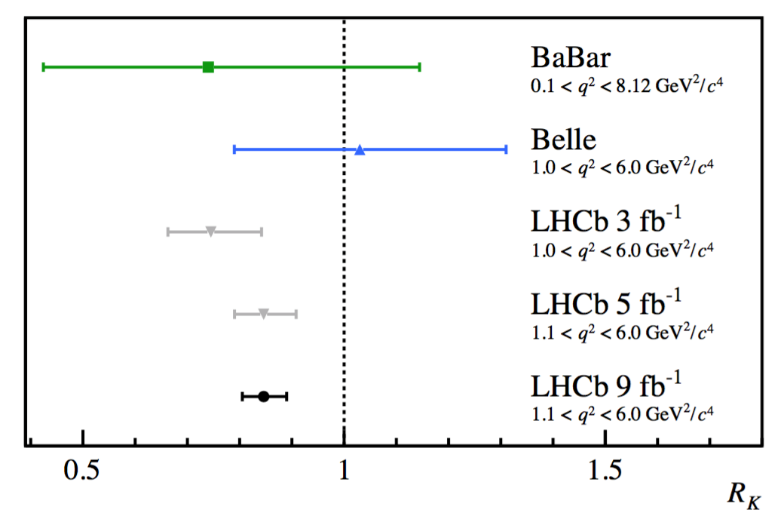 BaBar
0.1 < q² < 8.12 GeV²/c⁴
Belle
1.0 < q² < 6.0 GeV²/c⁴
LHCb 3 fb⁻¹
1.0 < q² < 6.0 GeV²/c⁴
LHCb 5 fb⁻¹
1.1 < q² < 6.0 GeV²/c⁴
LHCb 9 fb⁻¹
1.1 < q² < 6.0 GeV²/c⁴
0.5 1 1.5
R_K